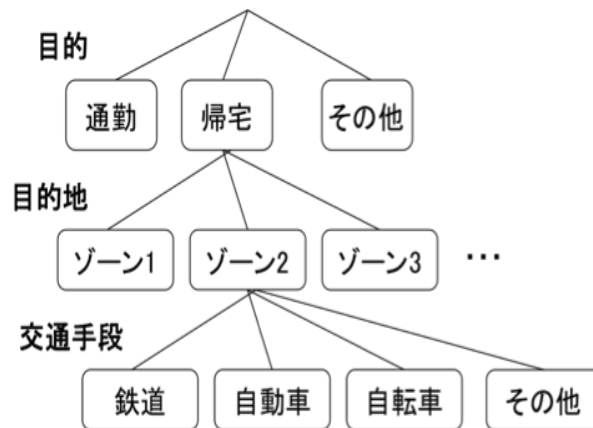 目的
通勤
帰宅
その他
目的地
ゾーン1
ゾーン2
ゾーン3
…
交通手段
鉄道
自動車
自転車
その他